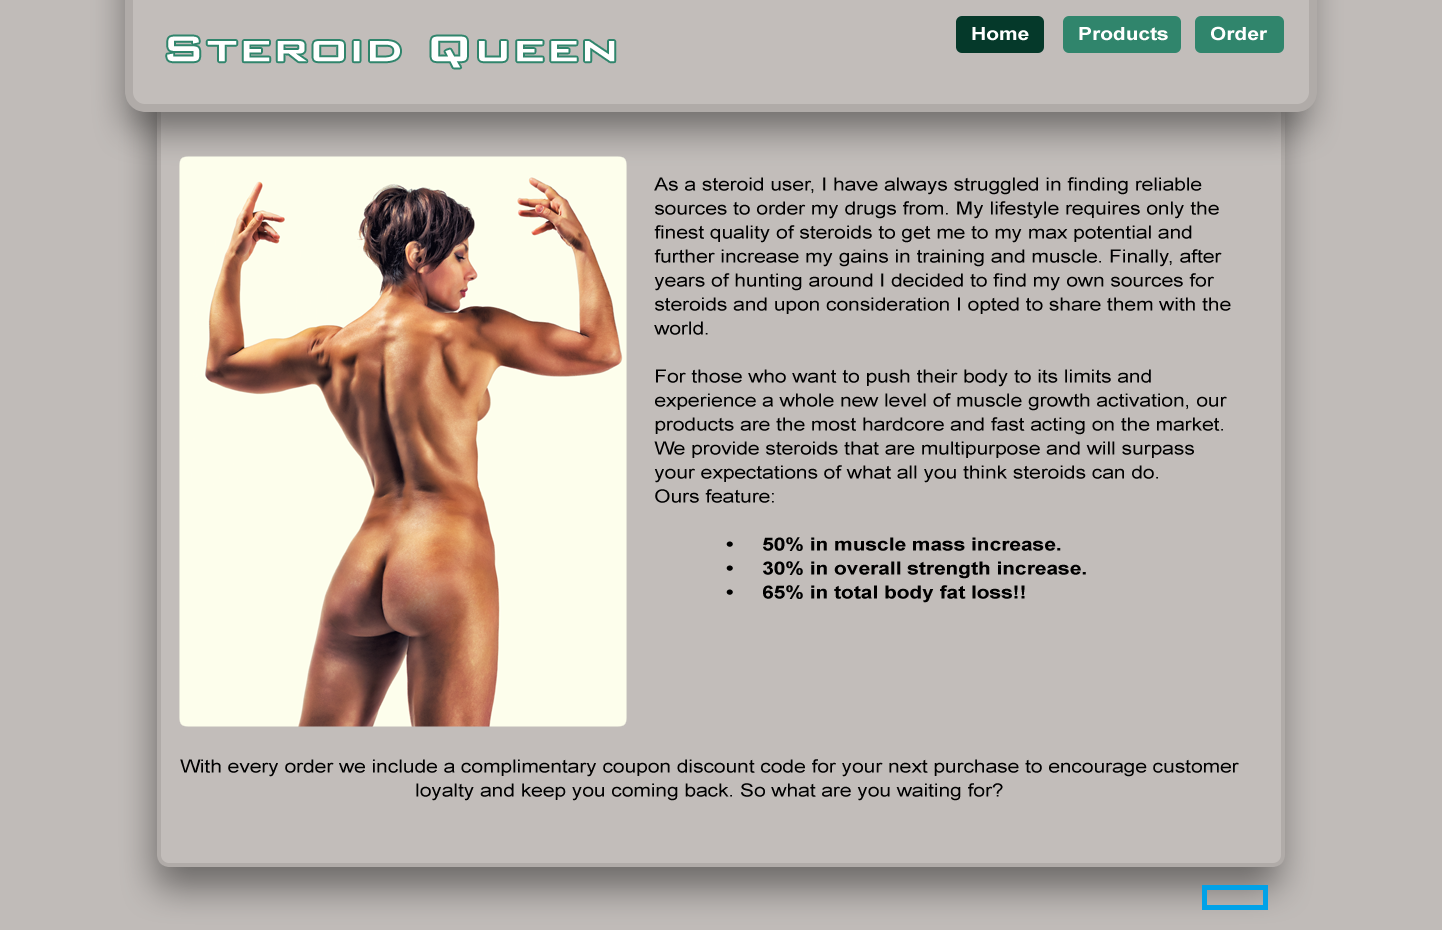 Steroid Queen
Home
Products
Order
As a steroid user, I have always struggled in finding reliable
sources to order my drugs from. My lifestyle requires only the
finest quality of steroids to get me to my max potential and
further increase my gains in training and muscle. Finally, after
years of hunting around I decided to find my own sources for
steroids and upon consideration I opted to share them with the
world.
For those who want to push their body to its limits and
experience a whole new level of muscle growth activation, our
products are the most hardcore and fast acting on the market.
We provide steroids that are multipurpose and will surpass
your expectations of what all you think steroids can do.
Ours feature:
• 50% in muscle mass increase.
• 30% in overall strength increase.
• 65% in total body fat loss!!
With every order we include a complimentary coupon discount code for your next purchase to encourage customer
loyalty and keep you coming back. So what are you waiting for?